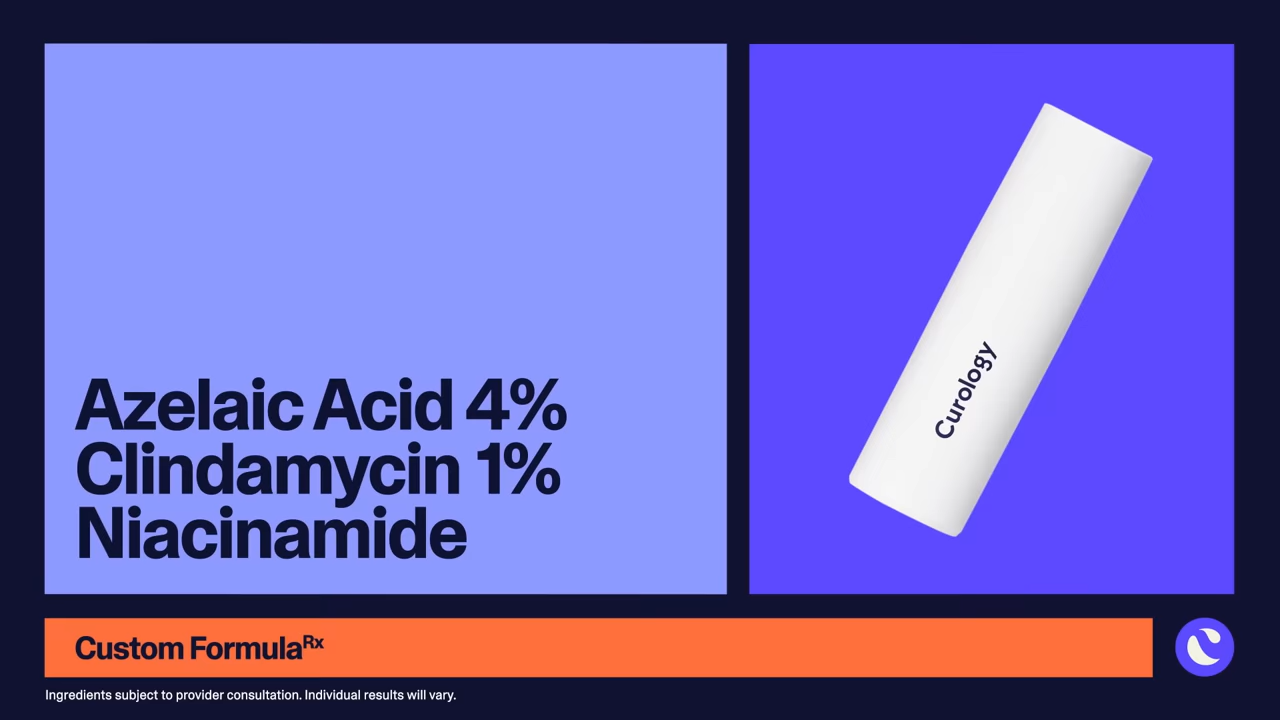 Azelaic Acid 4%
Clindamycin 1%
Niacinamide
Curology
Custom FormulaRx
Ingredients subject to provider consultation. Individual results will vary.